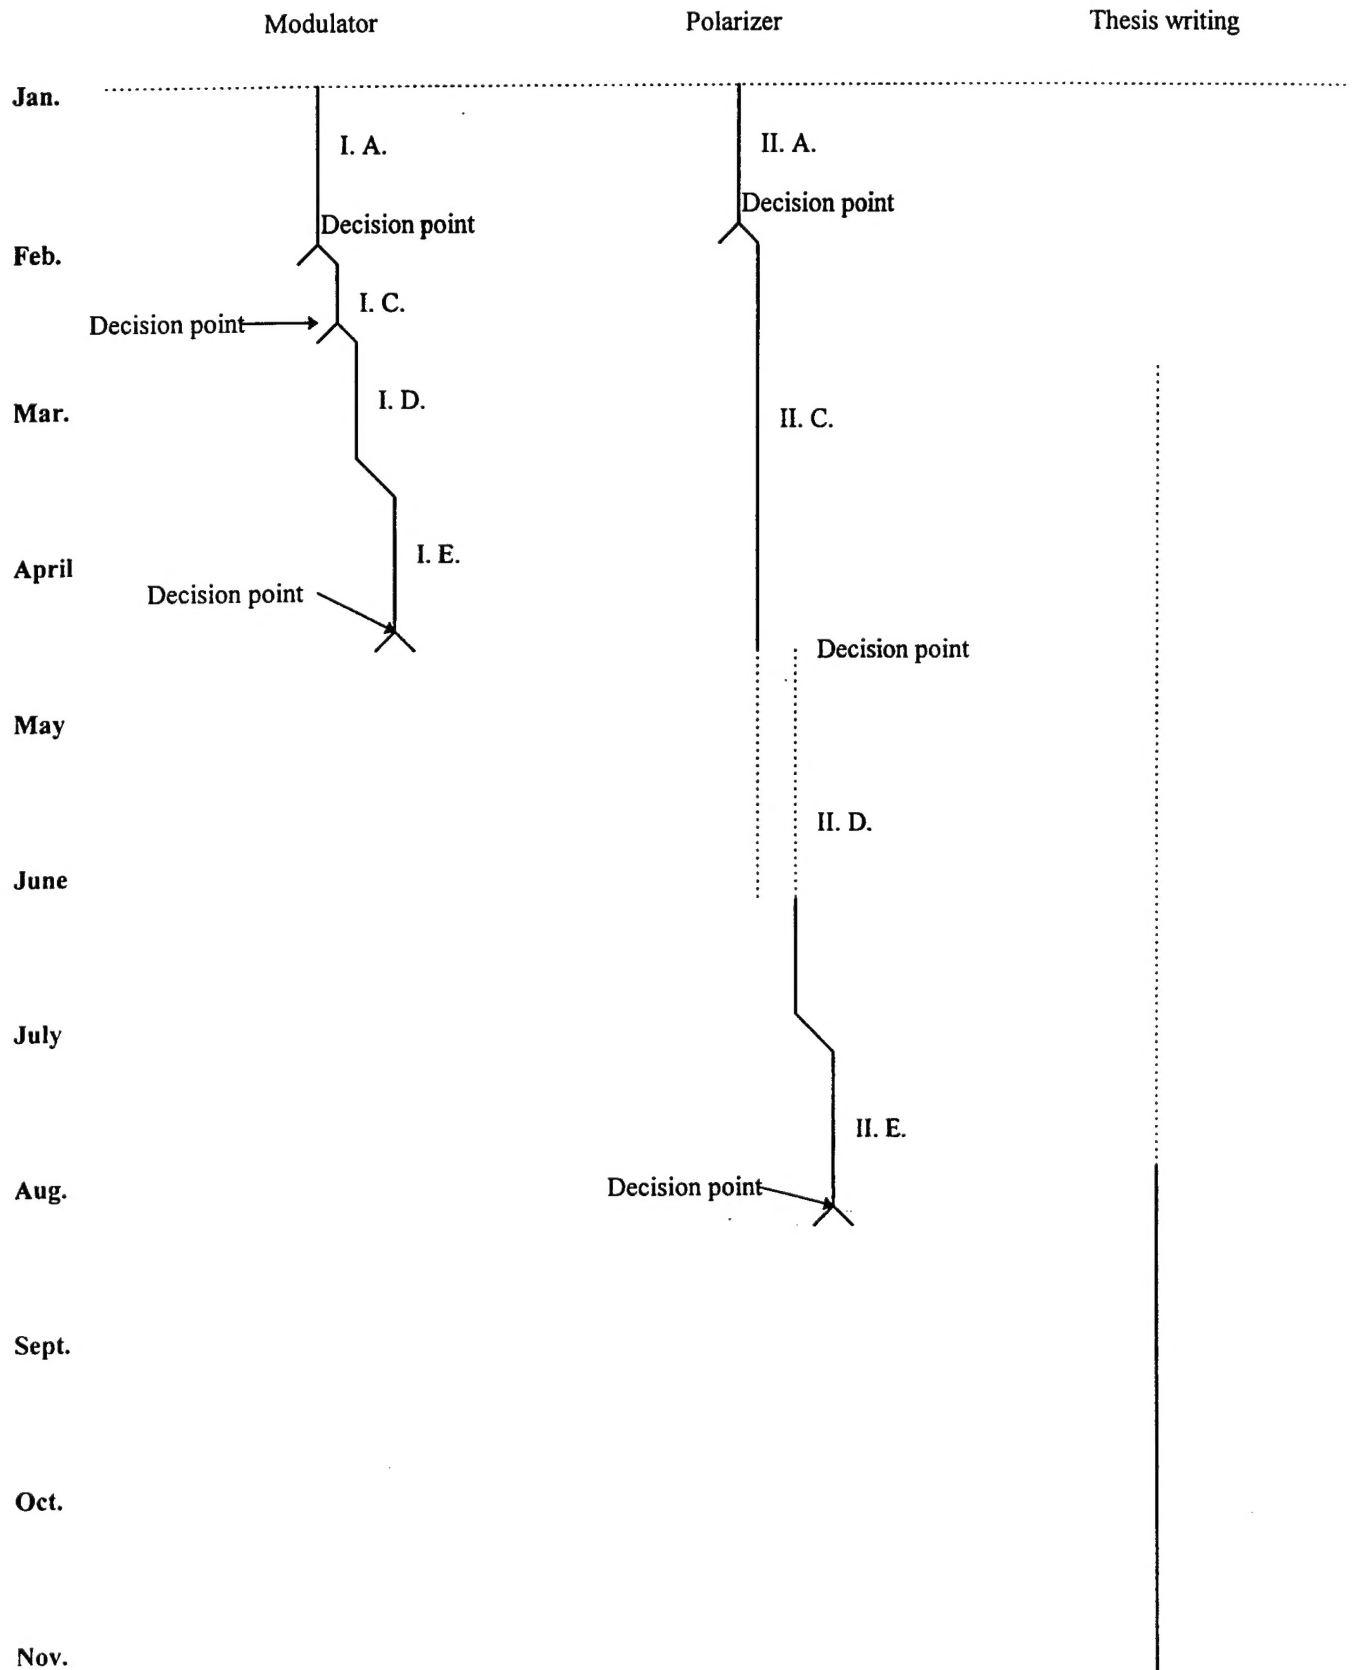 Modulator Polarizer Thesis writing
Jan.
I. A. II. A.
Decision point
Decision point
Feb.
I. C.
Decision point
I. D.
Mar. II. C.
I. E.
April
Decision point
Decision point
May
II. D.
June
July
II. E.
Decision point
Aug.
Sept.
Oct.
Nov.